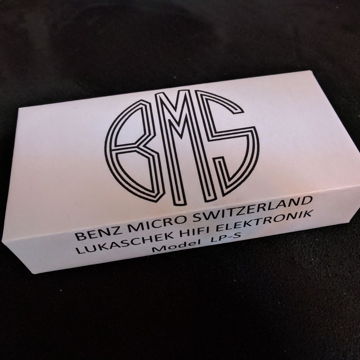 BMS
BENZ MICRO SWITZERLAND
LUKASCHEK HIFI ELEKTRONIK
Model LP-S